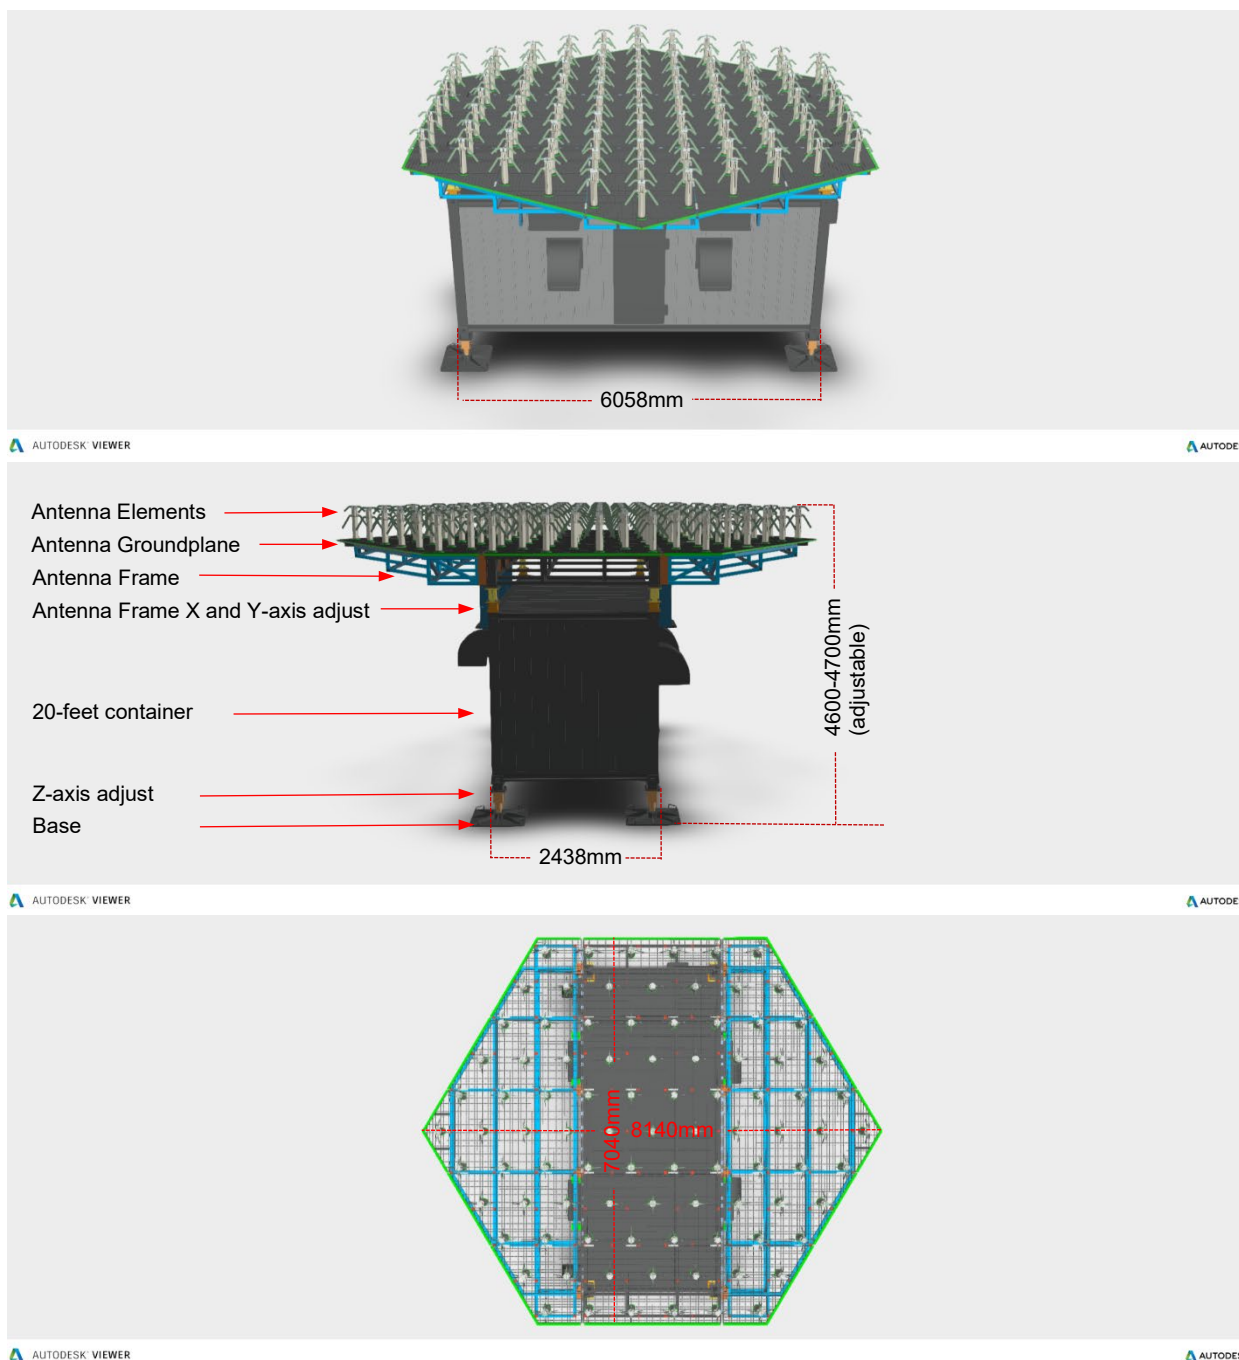 6058mm
AUTODESK® VIEWER
AUTODE
Antenna Elements
Antenna Groundplane
Antenna Frame
Antenna Frame X and Y-axis adjust
20-feet container
Z-axis adjust
Base
4600-4700mm
(adjustable)
2438mm
AUTODESK® VIEWER
AUTODE
7040mm
8140mm
AUTODESK® VIEWER
AUTODES